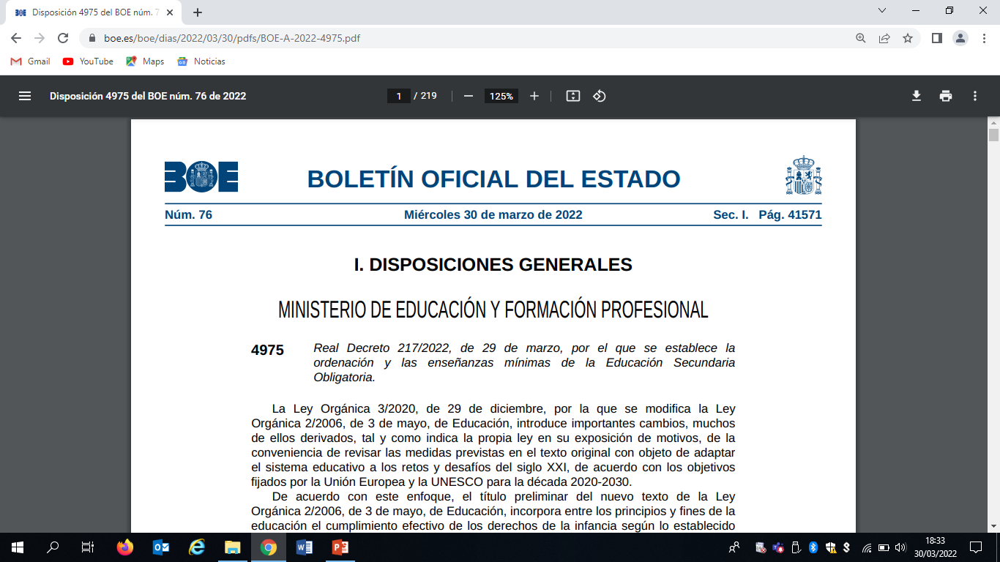 Disposición 4975 del BOE núm. 7
boe.es/boe/dias/2022/03/30/pdfs/BOE-A-2022-4975.pdf
Gmail YouTube Maps Noticias
Disposición 4975 del BOE núm. 76 de 2022 1 / 219 125%
BOE BOLETÍN OFICIAL DEL ESTADO
Núm. 76 Miércoles 30 de marzo de 2022 Sec. I. Pág. 41571
I. DISPOSICIONES GENERALES
MINISTERIO DE EDUCACIÓN Y FORMACIÓN PROFESIONAL
4975 Real Decreto 217/2022, de 29 de marzo, por el que se establece la
ordenación y las enseñanzas mínimas de la Educación Secundaria
Obligatoria.
La Ley Orgánica 3/2020, de 29 de diciembre, por la que se modifica la Ley
Orgánica 2/2006, de 3 de mayo, de Educación, introduce importantes cambios, muchos
de ellos derivados, tal y como indica la propia ley en su exposición de motivos, de la
conveniencia de revisar las medidas previstas en el texto original con objeto de adaptar
el sistema educativo a los retos y desafíos del siglo XXI, de acuerdo con los objetivos
fijados por la Unión Europea y la UNESCO para la década 2020-2030.
De acuerdo con este enfoque, el título preliminar del nuevo texto de la Ley
Orgánica 2/2006, de 3 de mayo, de Educación, incorpora entre los principios y fines de la
educación el cumplimiento efectivo de los derechos de la infancia según lo establecido
18:33
30/03/2022